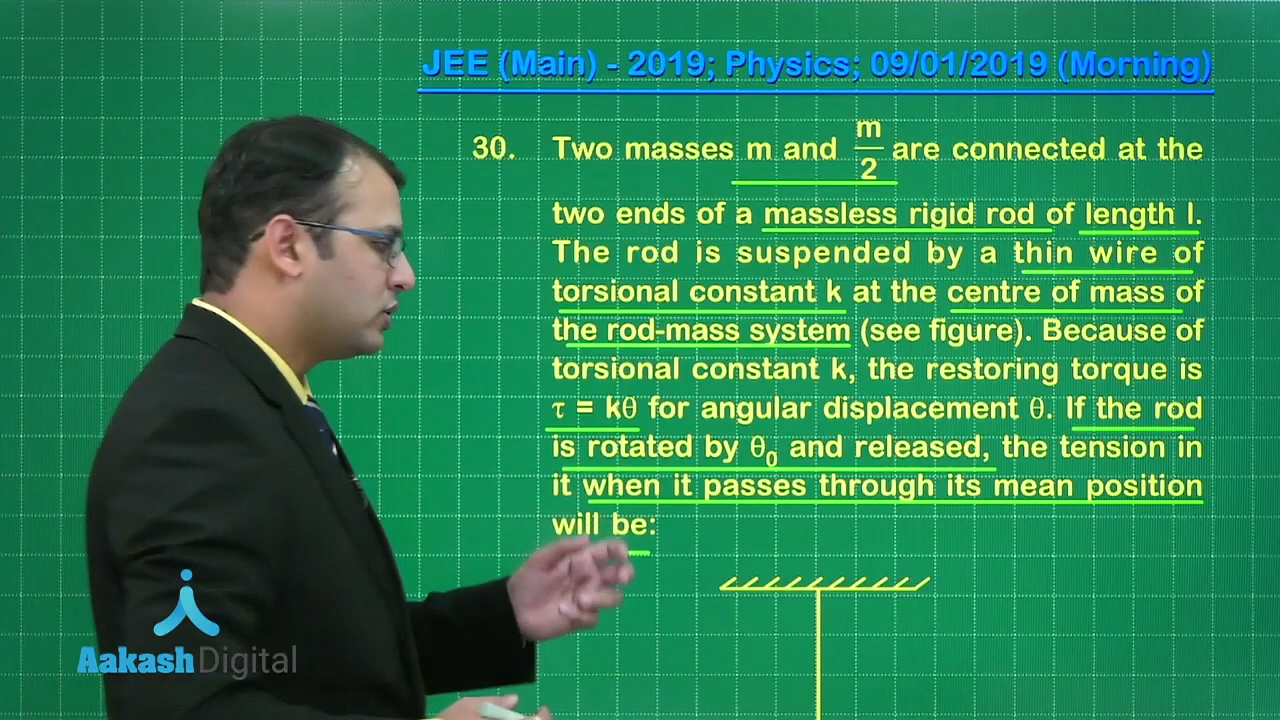 JEE (Main) - 2019; Physics; 09/01/2019 (Morning)
30. Two masses m and m/2 are connected at the
two ends of a massless rigid rod of length l.
The rod is suspended by a thin wire of
torsional constant k at the centre of mass of
the rod-mass system (see figure). Because of
torsional constant k, the restoring torque is
τ = kθ for angular displacement θ. If the rod
is rotated by θ₀ and released, the tension in
it when it passes through its mean position
will be:
Aakash Digital